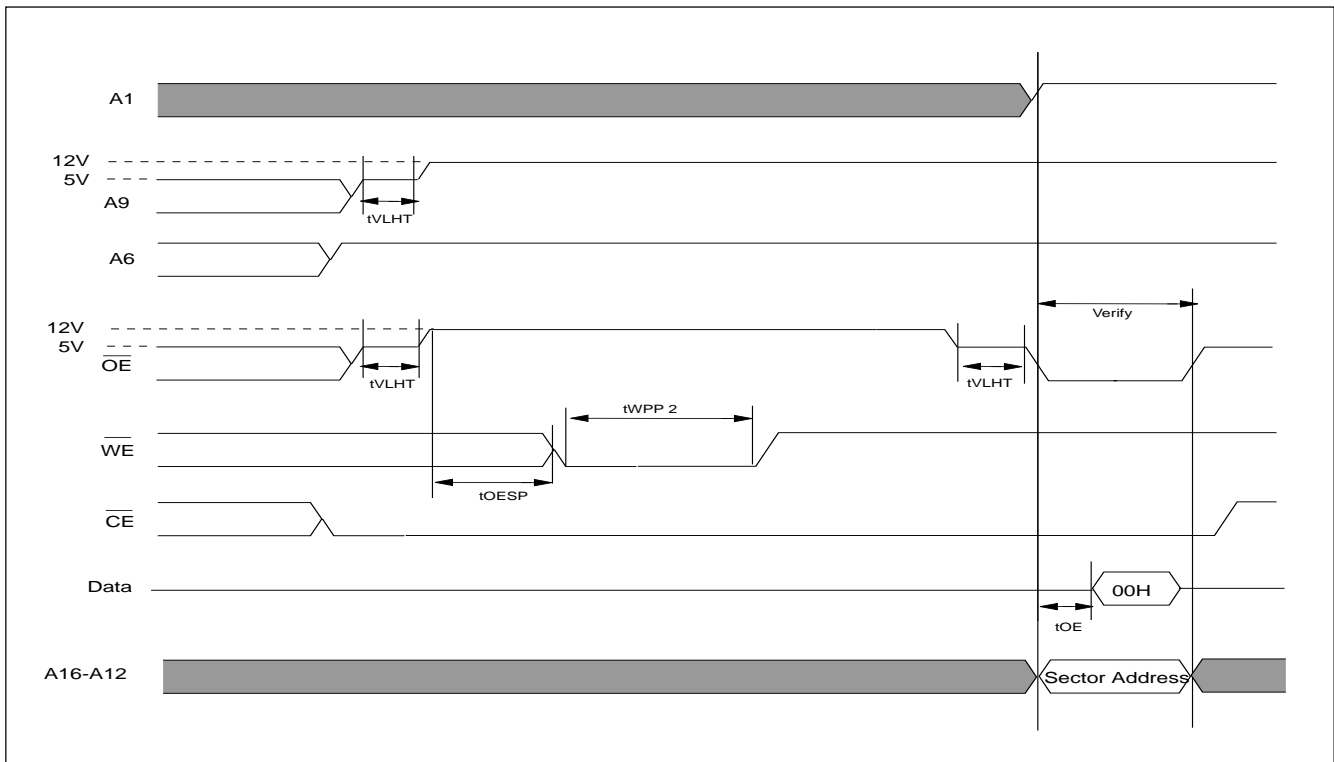 A1
12V
5V
A9
tVLHT
A6
12V
Verify
5V
OE
tVLHT
tVLHT
tWPP 2
WE
tOESP
CE
Data
00H
tOE
A16-A12
Sector Address